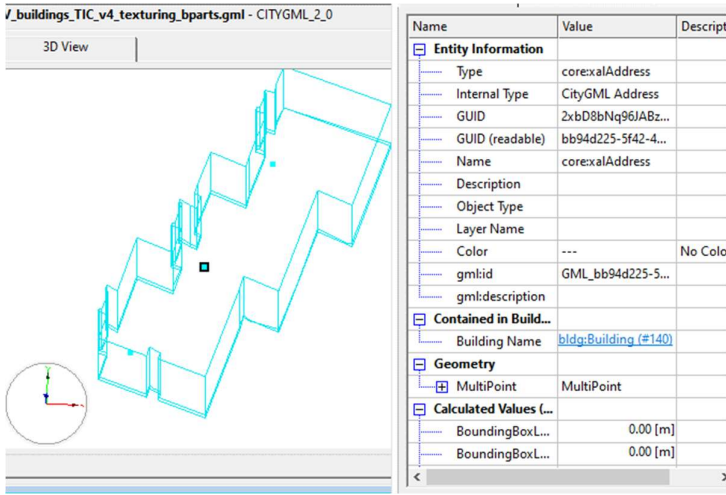 V_buildings_TIC_v4_texturing_bparts.gml - CITYGML_2_0
3D View
Name Value Descript
Entity Information
Type core:xalAddress
Internal Type CityGML Address
GUID 2xbD8bNq96JABz...
GUID (readable) bb94d225-5f42-4...
Name core:xalAddress
Description
Object Type
Layer Name
Color --- No Colo
gml:id GML_bb94d225-5...
gml:description
Contained in Build...
Building Name bldg:Building (#140)
Geometry
MultiPoint MultiPoint
Calculated Values (...
BoundingBoxL... 0.00 [m]
BoundingBoxL... 0.00 [m]